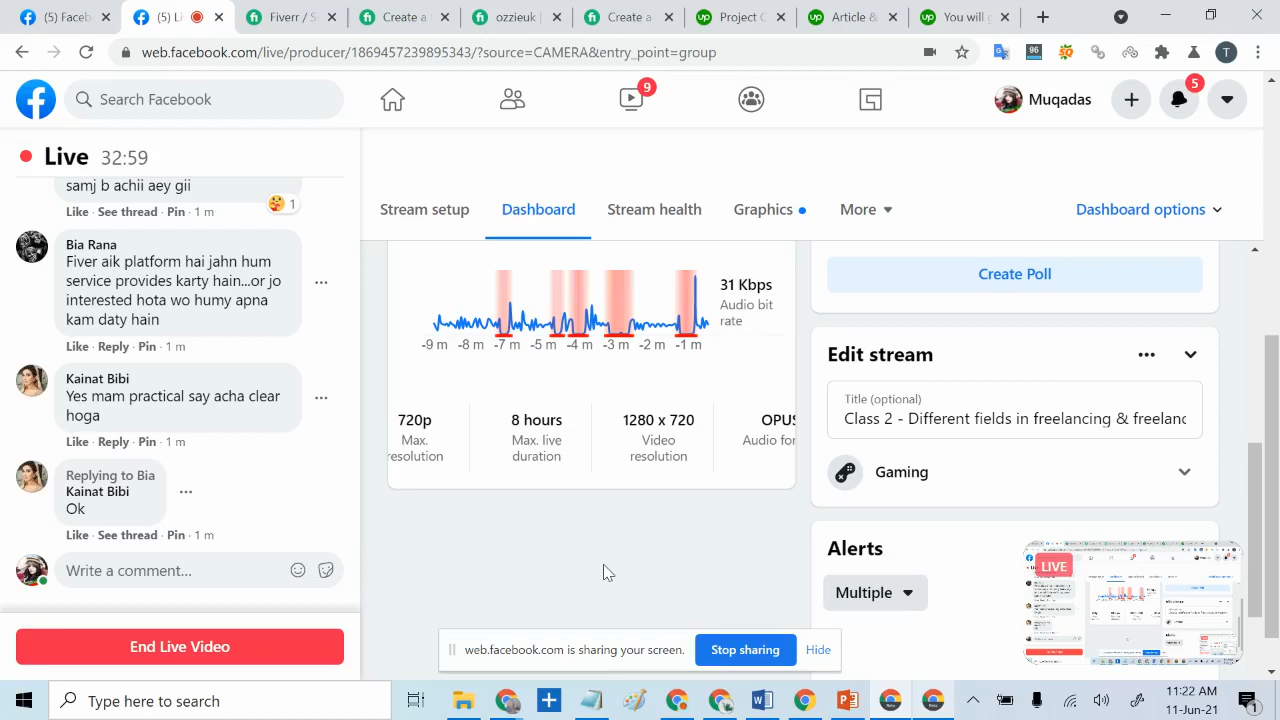 (5) Li
(5) Li
Fiverr / S
Create a
ozzieuk
Create a
Project C
Article &
You will g
web.facebook.com/live/producer/1869457239895343/?source=CAMERA&entry_point=group
96
T
Search Facebook
9
Muqadas
5
Live 32:59
samj b achii aey gii
Like · See thread · Pin · 1 m
1
Bia Rana
Fiver aik platform hai jahn hum
service provides karty hain...or jo
interested hota wo humy apna
kam daty hain
Like · Reply · Pin · 1 m
Kainat Bibi
Yes mam practical say acha clear
hoga
Like · Reply · Pin · 1 m
Replying to Bia
Kainat Bibi
Ok
Like · See thread · Pin · 1 m
Write a comment...
End Live Video
Stream setup
Dashboard
Stream health
Graphics
More
Dashboard options
31 Kbps
Audio bit
rate
-9 m -8 m -7 m -5 m -4 m -3 m -2 m -1 m
720p
Max.
resolution
8 hours
Max. live
duration
1280 x 720
Video
resolution
OPUS
Audio for
Create Poll
Edit stream
Title (optional)
Class 2 - Different fields in freelancing & freelanc
Gaming
Alerts
Multiple
LIVE
web.facebook.com is sharing your screen.
Stop sharing
Hide
Type here to search
11:22 AM
11-Jun-21
1